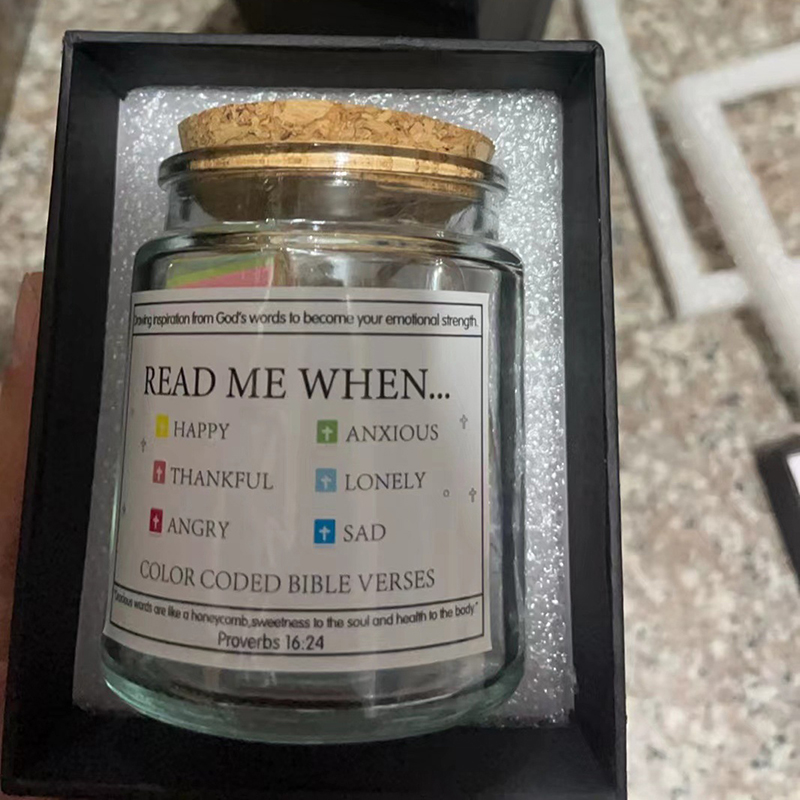 Drawing inspiration from God's words to become your emotional strength.
READ ME WHEN...
HAPPY ANXIOUS
THANKFUL LONELY
ANGRY SAD
COLOR CODED BIBLE VERSES
"Gracious words are like a honeycomb,sweetness to the soul and health to the body"
Proverbs 16:24